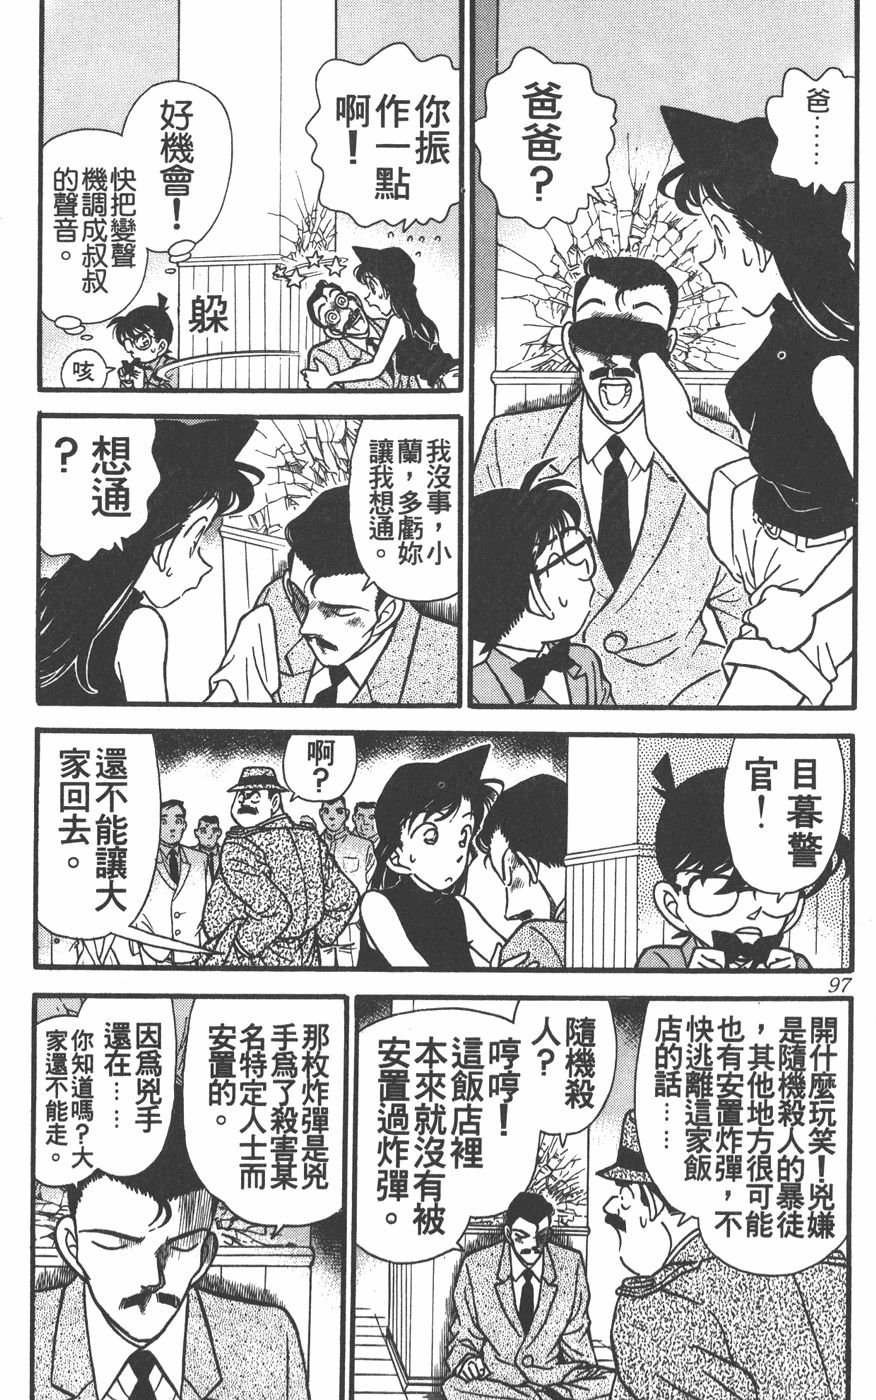 爸……
爸爸？
你振
作一點
啊！
好機會！
快把變聲
機調成叔叔
的聲音。
躲
咳
我沒事，小
蘭，多虧妳
讓我想通。
想通
？
目暮警
官！
啊？
還不能讓大
家回去。
97
開什麼玩笑！兇嫌
是隨機殺人的暴徒
，其他地方很可能
也有安置炸彈，不
快逃離這家飯
店的話……
隨機殺
人？
哼哼！
這飯店裡
本來就沒有被
安置過炸彈。
那枚炸彈是兇
手為了殺害某
名特定人士而
安置的。
因為兇手
還在……
你知道嗎？大
家還不能走。